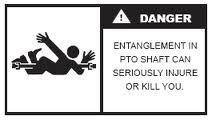 DANGER
ENTANGLEMENT IN
PTO SHAFT CAN
SERIOUSLY INJURE
OR KILL YOU.